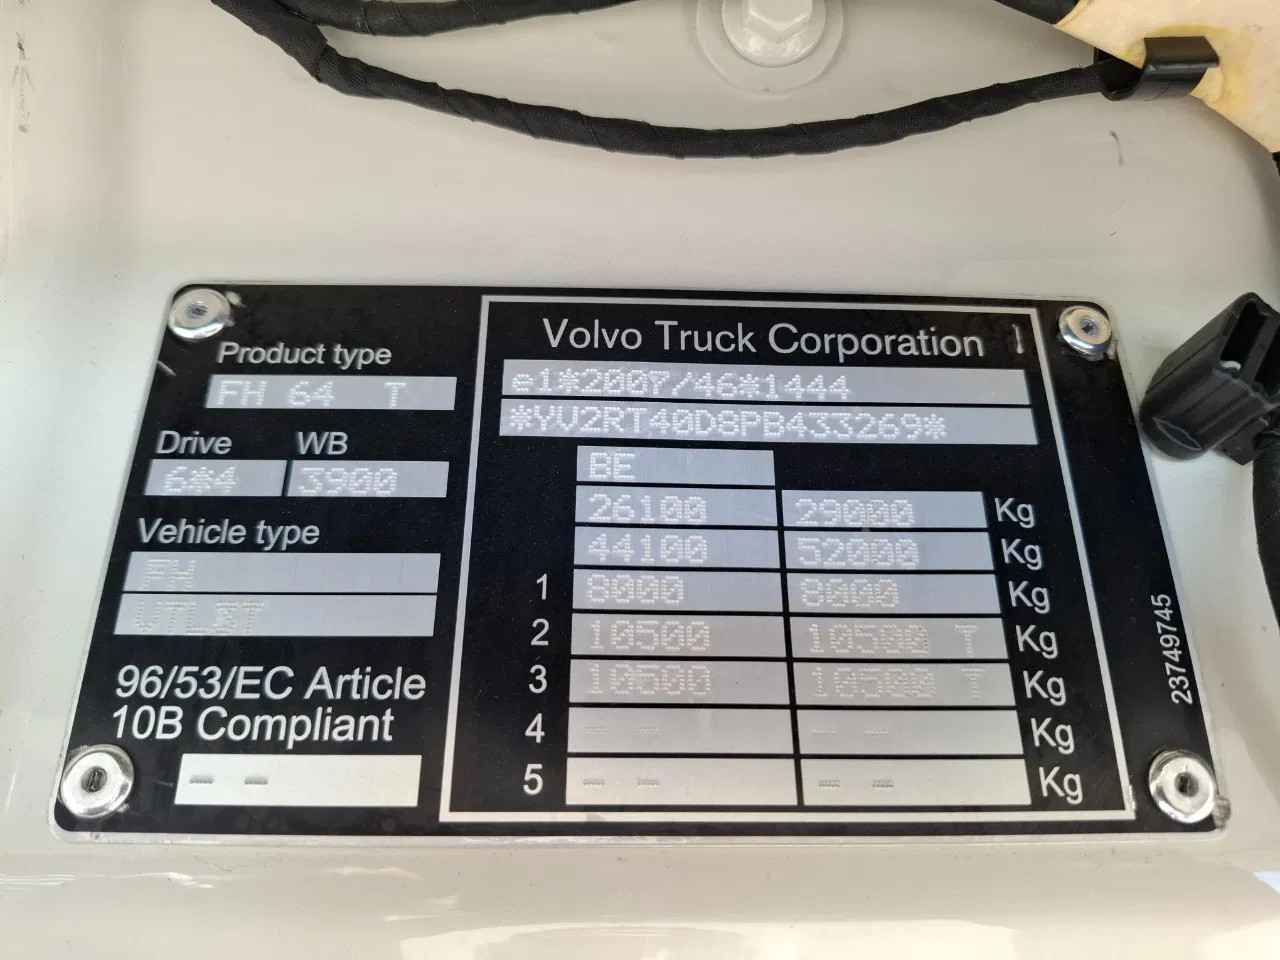 Product type
FH 64 T
Drive WB
6*4 3900
Vehicle type
FH
VTL3T
96/53/EC Article
10B Compliant
-- --
Volvo Truck Corporation
e1*2007/46*1444
*YV2RT40D8PB433269*
BE
26100 29000 Kg
44100 52000 Kg
1 8000 8000 Kg
2 10500 10500 T Kg
3 10500 10500 T Kg
4 -- -- -- -- Kg
5 -- -- -- -- Kg
23749745